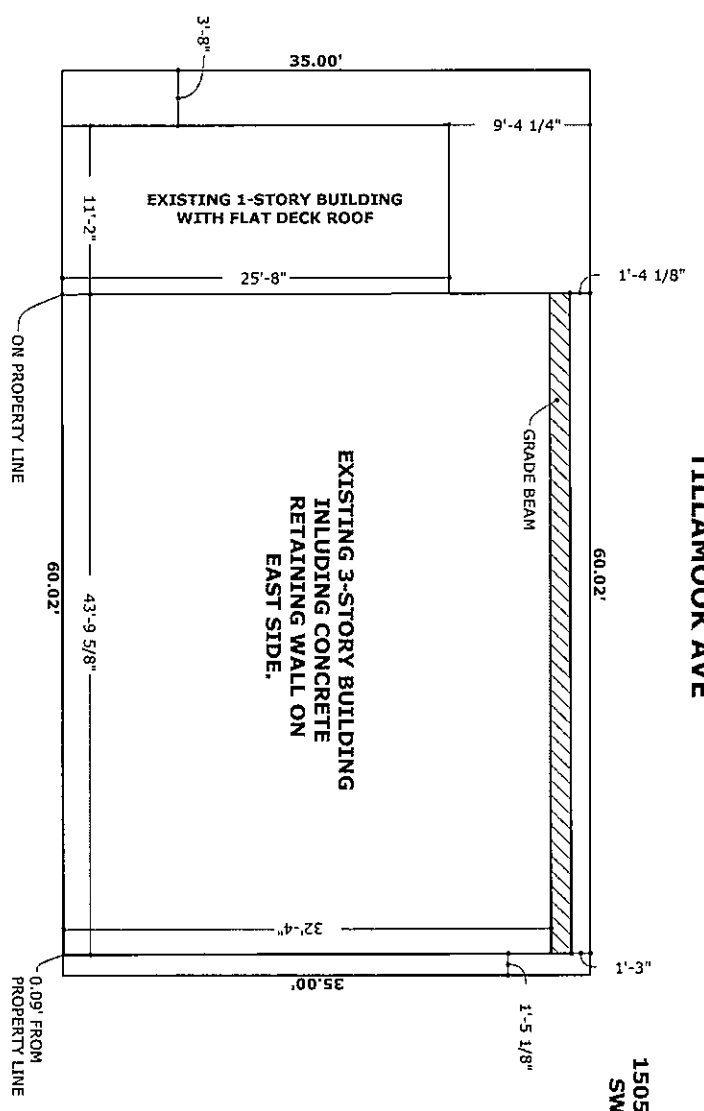 TILLAMOOK AVE
1505
SW
3'-8"
35.00'
9'-4 1/4"
11'-2"
EXISTING 1-STORY BUILDING
WITH FLAT DECK ROOF
25'-8"
1'-4 1/8"
ON PROPERTY LINE
GRADE BEAM
EXISTING 3-STORY BUILDING
INLUDING CONCRETE
RETAINING WALL ON
EAST SIDE.
60.02'
60.02'
43'-9 5/8"
32'-4"
1'-3"
35.00'
1'-5 1/8"
0.09' FROM
PROPERTY LINE